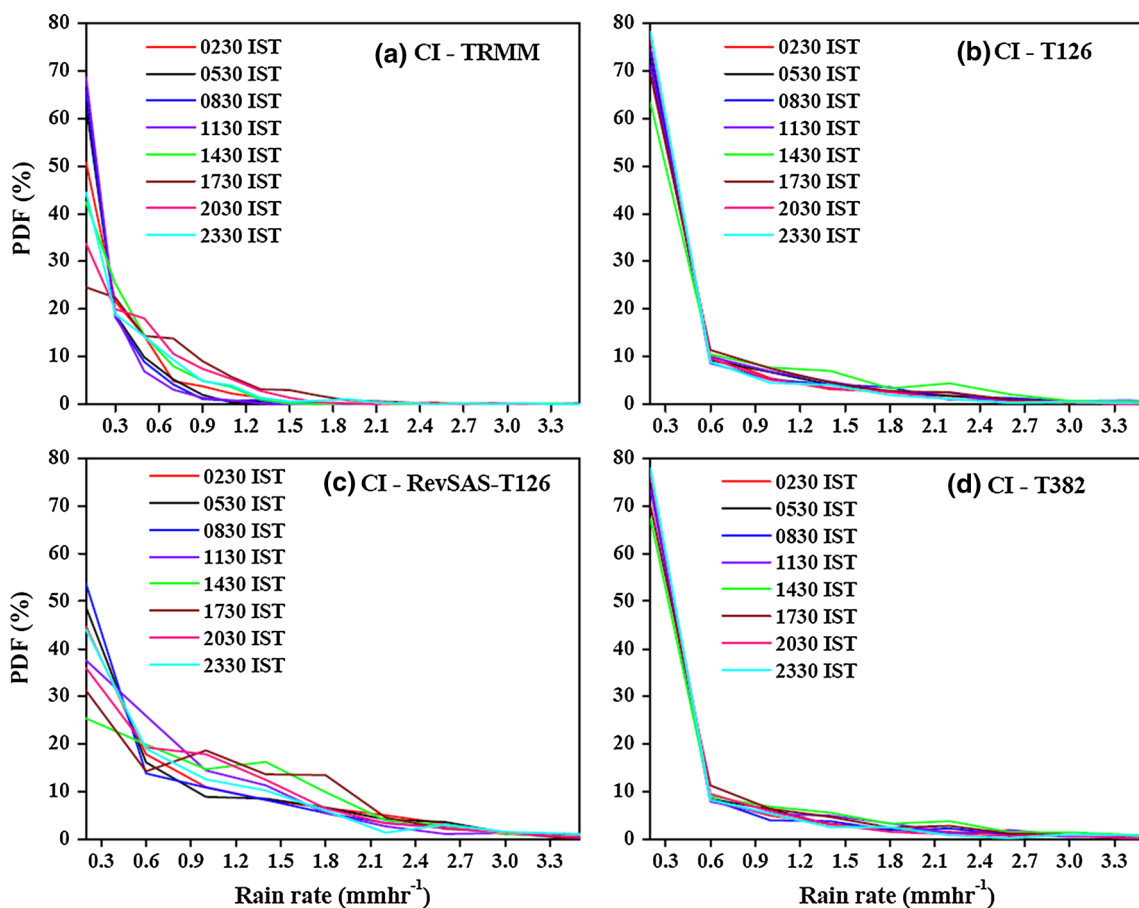 (a) CI - TRMM
PDF (%)
80
70
60
50
40
30
20
10
0
0230 IST
0530 IST
0830 IST
1130 IST
1430 IST
1730 IST
2030 IST
2330 IST
0.3 0.6 0.9 1.2 1.5 1.8 2.1 2.4 2.7 3.0 3.3
(b) CI - T126
80
70
60
50
40
30
20
10
0
0230 IST
0530 IST
0830 IST
1130 IST
1430 IST
1730 IST
2030 IST
2330 IST
0.3 0.6 0.9 1.2 1.5 1.8 2.1 2.4 2.7 3.0 3.3
(c) CI - RevSAS-T126
PDF (%)
80
70
60
50
40
30
20
10
0
0230 IST
0530 IST
0830 IST
1130 IST
1430 IST
1730 IST
2030 IST
2330 IST
0.3 0.6 0.9 1.2 1.5 1.8 2.1 2.4 2.7 3.0 3.3
Rain rate (mmhr⁻¹)
(d) CI - T382
80
70
60
50
40
30
20
10
0
0230 IST
0530 IST
0830 IST
1130 IST
1430 IST
1730 IST
2030 IST
2330 IST
0.3 0.6 0.9 1.2 1.5 1.8 2.1 2.4 2.7 3.0 3.3
Rain rate (mmhr⁻¹)